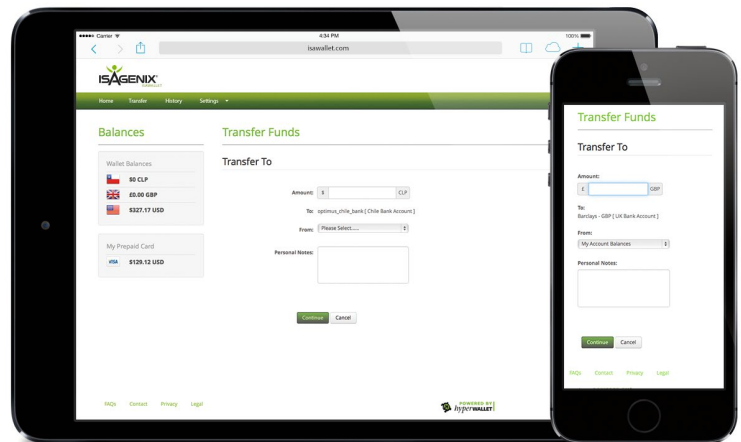 Carrier
4:34 PM
100%
isawallet.com
ISAGENIX
Home Transfer History Settings
Balances
Wallet Balances
$0 CLP
£0.00 GBP
$327.17 USD
My Prepaid Card
VISA $129.12 USD
Transfer Funds
Transfer To
Amount: $ CLP
To: optimus_chile_bank [ Chile Bank Account ]
From: Please Select......
Personal Notes:
Continue Cancel
FAQs Contact Privacy Legal
POWERED BY
hyperWALLET
Transfer Funds
Transfer To
Amount:
£ GBP
To:
Barclays - GBP [ UK Bank Account ]
From:
My Account Balances
Personal Notes:
Continue Cancel
FAQs Contact Privacy Legal